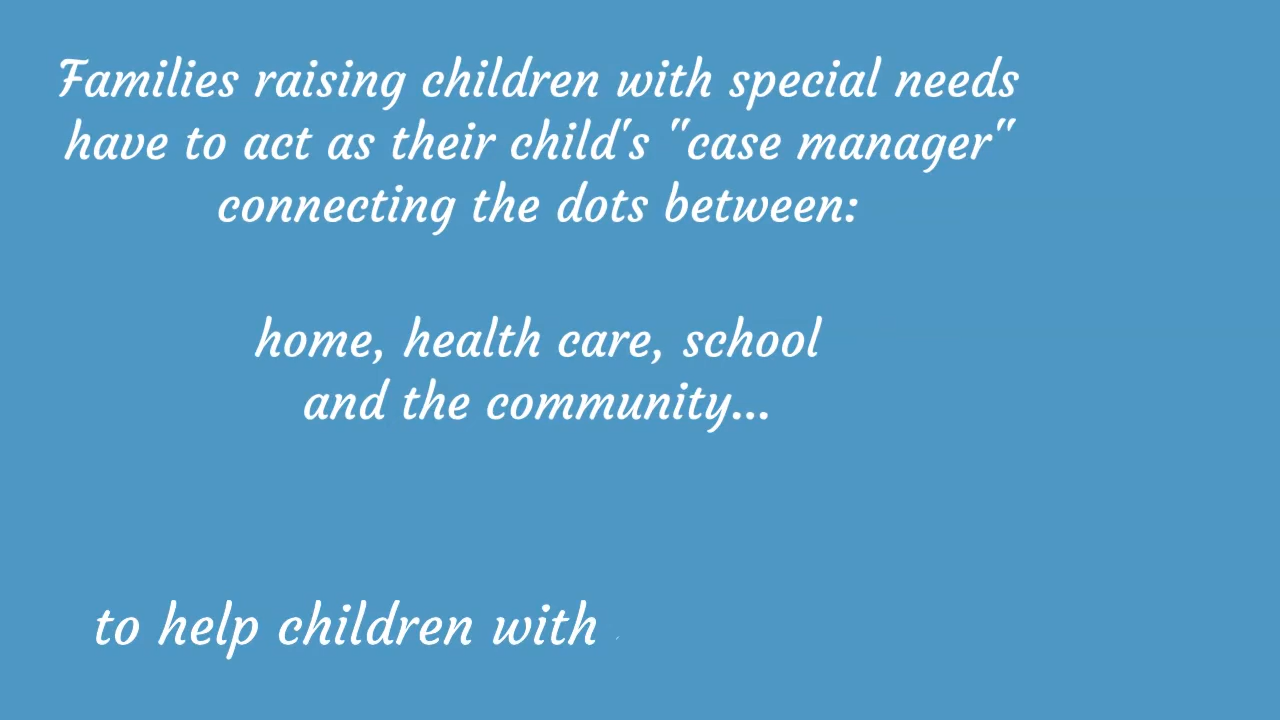 Families raising children with special needs
have to act as their child's "case manager"
connecting the dots between:
home, health care, school
and the community...
to help children with